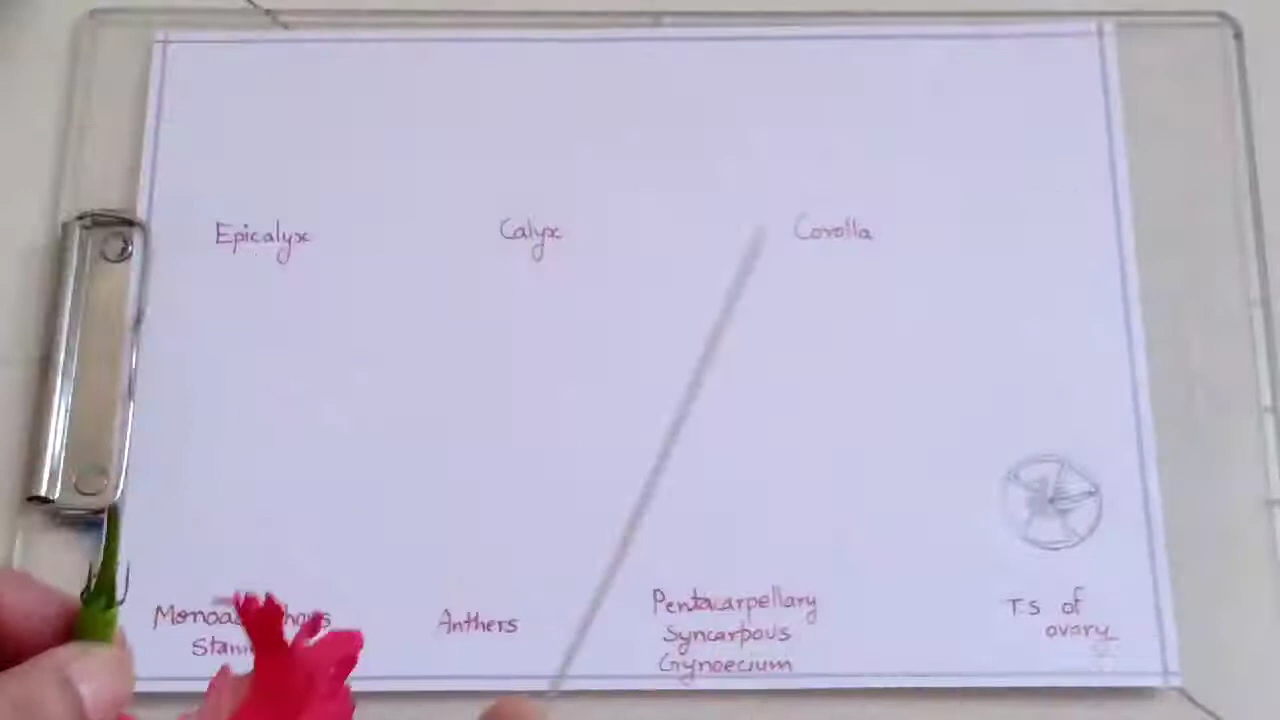 Epicalyx
Calyx
Corolla
Anthers
Pentacarpellary
Syncarpous
Gynoecium
T.S of
ovary